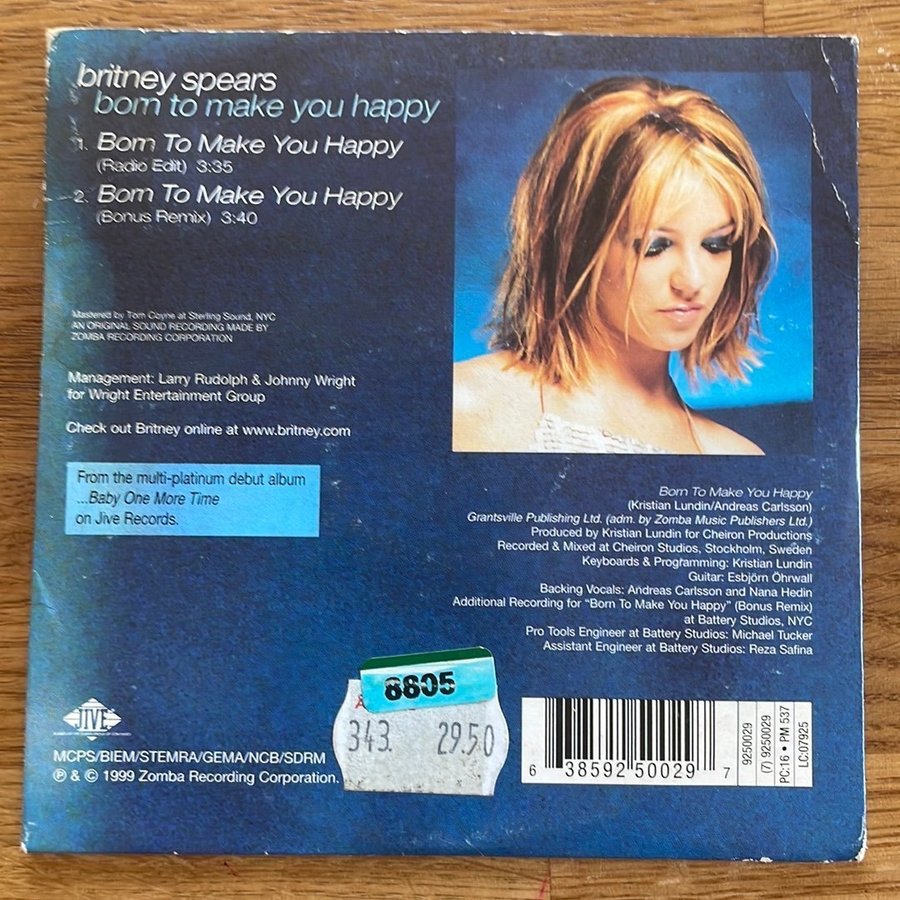 britney spears
born to make you happy
1. Born To Make You Happy
(Radio Edit) 3:35
2. Born To Make You Happy
(Bonus Remix) 3:40
Mastered by Tom Coyne at Sterling Sound, NYC
AN ORIGINAL SOUND RECORDING MADE BY
ZOMBA RECORDING CORPORATION
Management: Larry Rudolph & Johnny Wright
for Wright Entertainment Group
Check out Britney online at www.britney.com
From the multi-platinum debut album
...Baby One More Time
on Jive Records.
Born To Make You Happy
(Kristian Lundin/Andreas Carlsson)
Grantsville Publishing Ltd. (adm. by Zomba Music Publishers Ltd.)
Produced by Kristian Lundin for Cheiron Productions
Recorded & Mixed at Cheiron Studios, Stockholm, Sweden
Keyboards & Programming: Kristian Lundin
Guitar: Esbjörn Öhrwall
Backing Vocals: Andreas Carlsson and Nana Hedin
Additional Recording for "Born To Make You Happy" (Bonus Remix)
at Battery Studios, NYC
Pro Tools Engineer at Battery Studios: Michael Tucker
Assistant Engineer at Battery Studios: Reza Safina
JIVE
MCPS/BIEM/STEMRA/GEMA/NCB/SDRM
℗ & © 1999 Zomba Recording Corporation.
8805
343. 29.50
6 38592 50029 7
9250029
(7) 9250029
PC:16 • PM 537
LC:07925